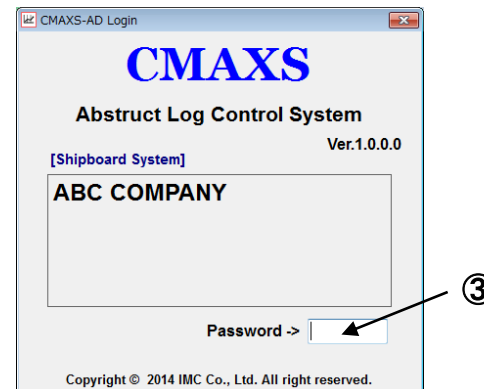 CMAXS-AD Login
CMAXS
Abstruct Log Control System
Ver.1.0.0.0
[Shipboard System]
ABC COMPANY
③
Password ->
Copyright © 2014 IMC Co., Ltd. All right reserved.